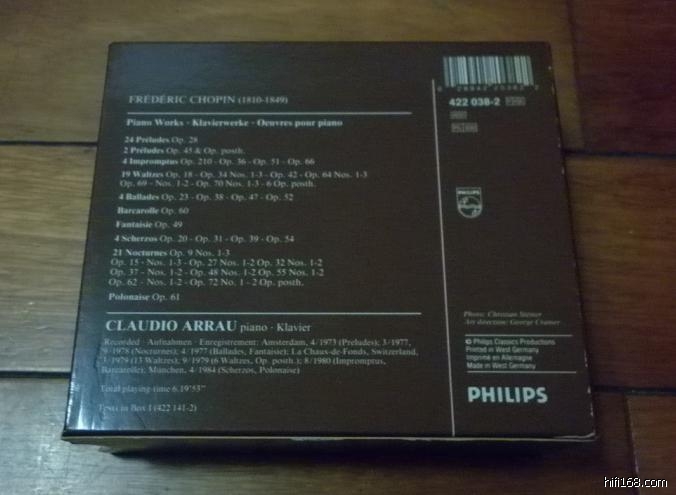 FRÉDÉRIC CHOPIN (1810-1849)
Piano Works · Klavierwerke · Oeuvres pour piano
24 Préludes Op. 28
2 Préludes Op. 45 & Op. posth.
4 Impromptus Op. 210 - Op. 36 - Op. 51 - Op. 66
19 Waltzes Op. 18 - Op. 34 Nos. 1-3 - Op. 42 - Op. 64 Nos. 1-3
Op. 69 - Nos. 1-2 - Op. 70 Nos. 1-3 - 6 Op. posth.
4 Ballades Op. 23 - Op. 38 - Op. 47 - Op. 52
Barcarolle Op. 60
Fantaisie Op. 49
4 Scherzos Op. 20 - Op. 31 - Op. 39 - Op. 54
21 Nocturnes Op. 9 Nos. 1-3
Op. 15 - Nos. 1-3 - Op. 27 Nos. 1-2 Op. 32 Nos. 1-2
Op. 37 - Nos. 1-2 - Op. 48 Nos. 1-2 Op. 55 Nos. 1-2
Op. 62 - Nos. 1-2 - Op. 72 No. 1 - 2 Op. posth.
Polonaise Op. 61
CLAUDIO ARRAU piano · Klavier
Recorded · Aufnahmen · Enregistrement: Amsterdam, 4/1973 (Preludes); 3/1977,
9/1978 (Nocturnes); 4/1977 (Ballades, Fantaisie); La Chaux-de-Fonds, Switzerland,
3/1979 (13 Waltzes); 9/1979 (6 Waltzes, Op. posth.); 8/1980 (Impromptus,
Barcarolle); München, 4/1984 (Scherzos, Polonaise)
Total playing-time 6.19'53"
Texts in Box 1 (422 141-2)
422 038-2
PHILIPS
Photo: Christian Steiner
Art direction: George Cramer
© Philips Classics Productions
Printed in West Germany
Imprimé en Allemagne
Made in West Germany
PHILIPS
hifi168.com